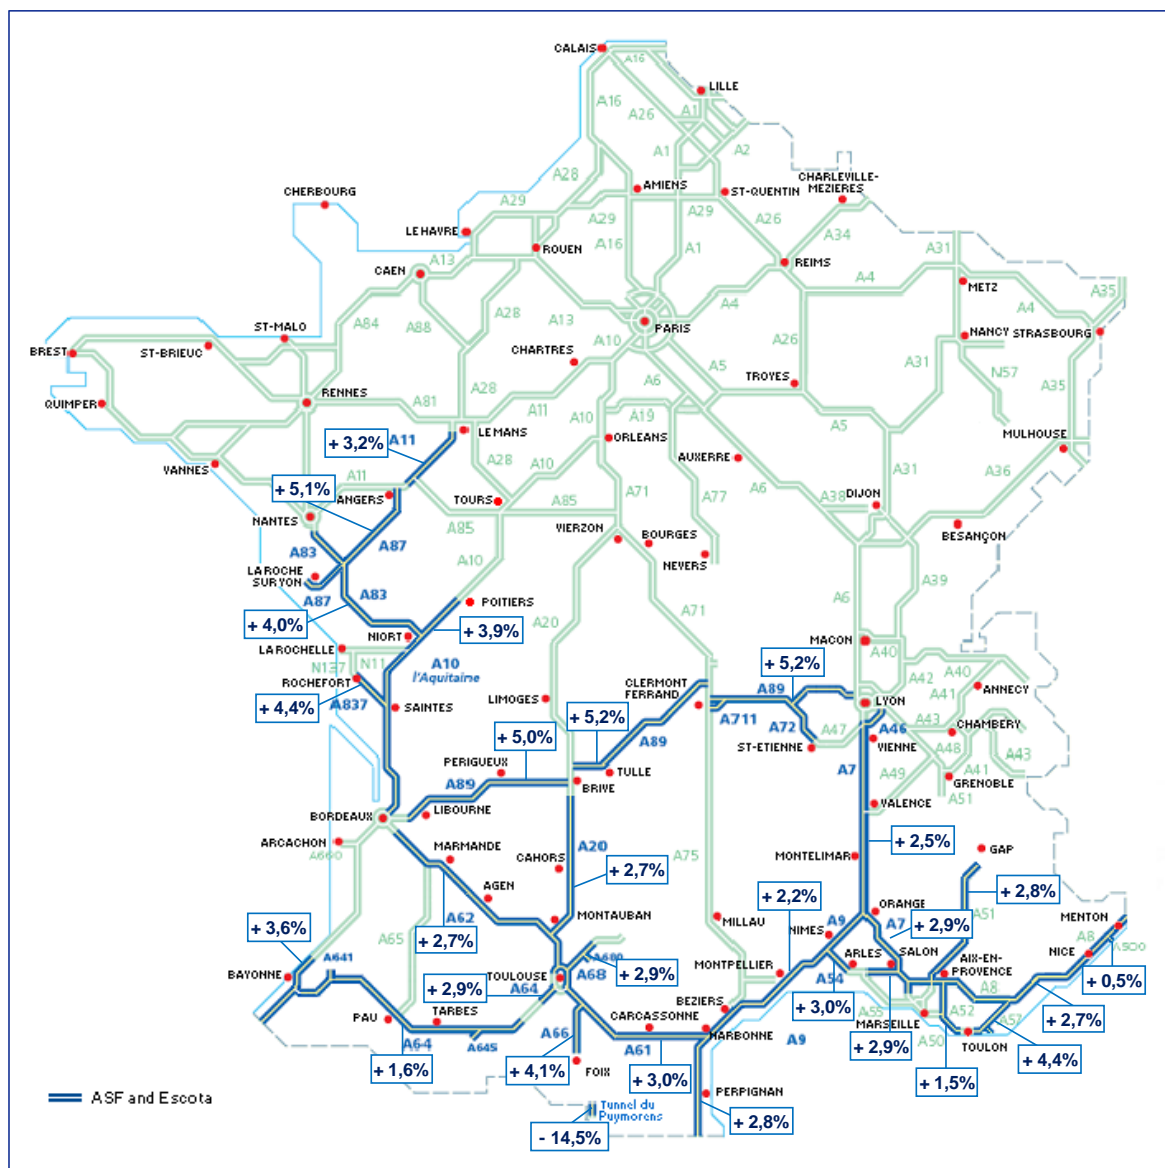 CALAIS
A16
LILLE
A16
A26
A1
A1
A2
A28
AMIENS
ST-QUENTIN
CHARLEVILLE-
MEZIERES
CHERBOURG
A29
A29
A29
A26
A34
LE HAVRE
ROUEN
A16
A1
A31
A13
CAEN
REIMS
A4
METZ
A4
A35
A4
A84
A88
A28
A13
PARIS
ST-MALO
A10
A26
NANCY
STRASBOURG
BREST
ST-BRIEUC
CHARTRES
A5
A31
N57
A35
A6
TROYES
QUIMPER
RENNES
A81
A28
A11
A10
A19
A5
LE MANS
ORLEANS
MULHOUSE
+ 3,2%
A11
VANNES
AUXERRE
A28
A10
A31
A36
A11
A6
+ 5,1%
ANGERS
TOURS
A85
A71
A77
A38
DIJON
NANTES
A85
VIERZON
BOURGES
BESANÇON
A83
A87
A10
NEVERS
LA ROCHE
SUR YON
A39
A87
A83
POITIERS
A6
A71
+ 4,0%
+ 3,9%
A20
NIORT
MACON
LA ROCHELLE
A40
N137
N11
A10
l'Aquitaine
+ 5,2%
A40
A42
ROCHEFORT
CLERMONT
FERRAND
A89
A41
ANNECY
A837
LIMOGES
LYON
+ 4,4%
SAINTES
+ 5,2%
A711
A72
A46
A43
CHAMBERY
+ 5,0%
A89
A47
VIENNE
ST-ETIENNE
A48
A43
A7
A41
PERIGUEUX
TULLE
A49
GRENOBLE
A89
BRIVE
A51
LIBOURNE
VALENCE
BORDEAUX
ARCACHON
A660
MARMANDE
A20
+ 2,5%
GAP
CAHORS
A75
MONTELIMAR
+ 2,7%
+ 2,8%
AGEN
+ 2,2%
A62
MONTAUBAN
MILLAU
ORANGE
A51
MENTON
+ 3,6%
A65
+ 2,7%
A9
A7
+ 2,9%
NIMES
A8
A500
NICE
A641
A680
ARLES
SALON
AIX-EN-
PROVENCE
BAYONNE
TOULOUSE
A68
+ 2,9%
MONTPELLIER
A54
+ 0,5%
+ 2,9%
A64
A8
BEZIERS
+ 3,0%
A55
A52
A57
+ 2,7%
PAU
TARBES
CARCASSONNE
MARSEILLE
NARBONNE
A64
A645
A66
A61
A9
+ 2,9%
A50
TOULON
+ 1,6%
+ 4,1%
FOIX
+ 3,0%
+ 1,5%
+ 4,4%
PERPIGNAN
ASF and Escota
Tunnel du
Puymorens
+ 2,8%
- 14,5%